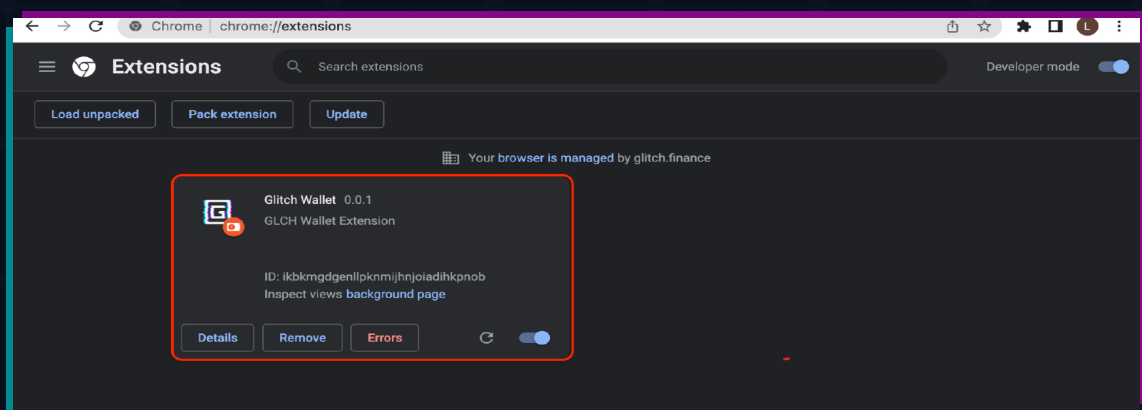 Chrome | chrome://extensions
L
Extensions
Search extensions
Developer mode
Load unpacked
Pack extension
Update
Your browser is managed by glitch.finance
G
Glitch Wallet 0.0.1
GLCH Wallet Extension
ID: ikbkmgdgenllpknmijhnjoiadihkpnob
Inspect views background page
Details
Remove
Errors